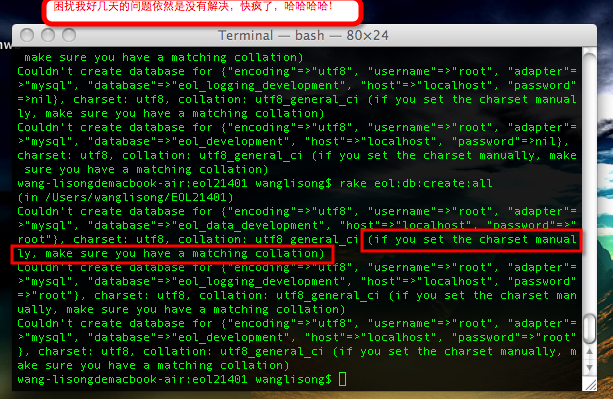 困扰我好几天的问题依然是没有解决，快疯了，哈哈哈哈！
Terminal — bash — 80×24
make sure you have a matching collation)
Couldn't create database for {"encoding"=>"utf8", "username"=>"root", "adapter"=
>"mysql", "database"=>"eol_logging_development", "host"=>"localhost", "password"
=>nil}, charset: utf8, collation: utf8_general_ci (if you set the charset manual
ly, make sure you have a matching collation)
Couldn't create database for {"encoding"=>"utf8", "username"=>"root", "adapter"=
>"mysql", "database"=>"eol_development", "host"=>"localhost", "password"=>nil},
charset: utf8, collation: utf8_general_ci (if you set the charset manually, make
sure you have a matching collation)
wang-lisongdemacbook-air:eol21401 wanglisong$ rake eol:db:create:all
(in /Users/wanglisong/EOL21401)
Couldn't create database for {"encoding"=>"utf8", "username"=>"root", "adapter"=
>"mysql", "database"=>"eol_data_development", "host"=>"localhost", "password"=>"
root"}, charset: utf8, collation: utf8_general_ci (if you set the charset manual
ly, make sure you have a matching collation)
Couldn't create database for {"encoding"=>"utf8", "username"=>"root", "adapter"=
>"mysql", "database"=>"eol_logging_development", "host"=>"localhost", "password"
=>"root"}, charset: utf8, collation: utf8_general_ci (if you set the charset man
ually, make sure you have a matching collation)
Couldn't create database for {"encoding"=>"utf8", "username"=>"root", "adapter"=
>"mysql", "database"=>"eol_development", "host"=>"localhost", "password"=>"root"
}, charset: utf8, collation: utf8_general_ci (if you set the charset manually, m
ake sure you have a matching collation)
wang-lisongdemacbook-air:eol21401 wanglisong$